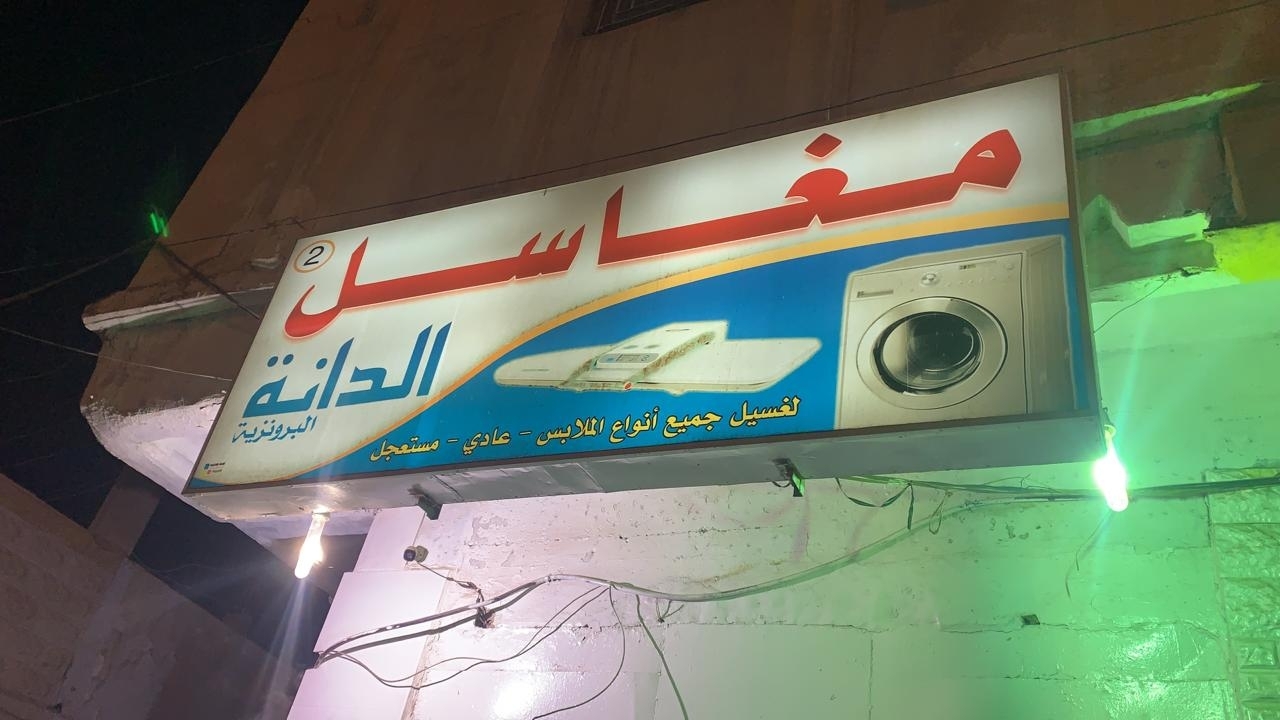 مغاسل
2
الدانة
البرونزية
لغسيل جميع أنواع الملابس - عادي - مستعجل